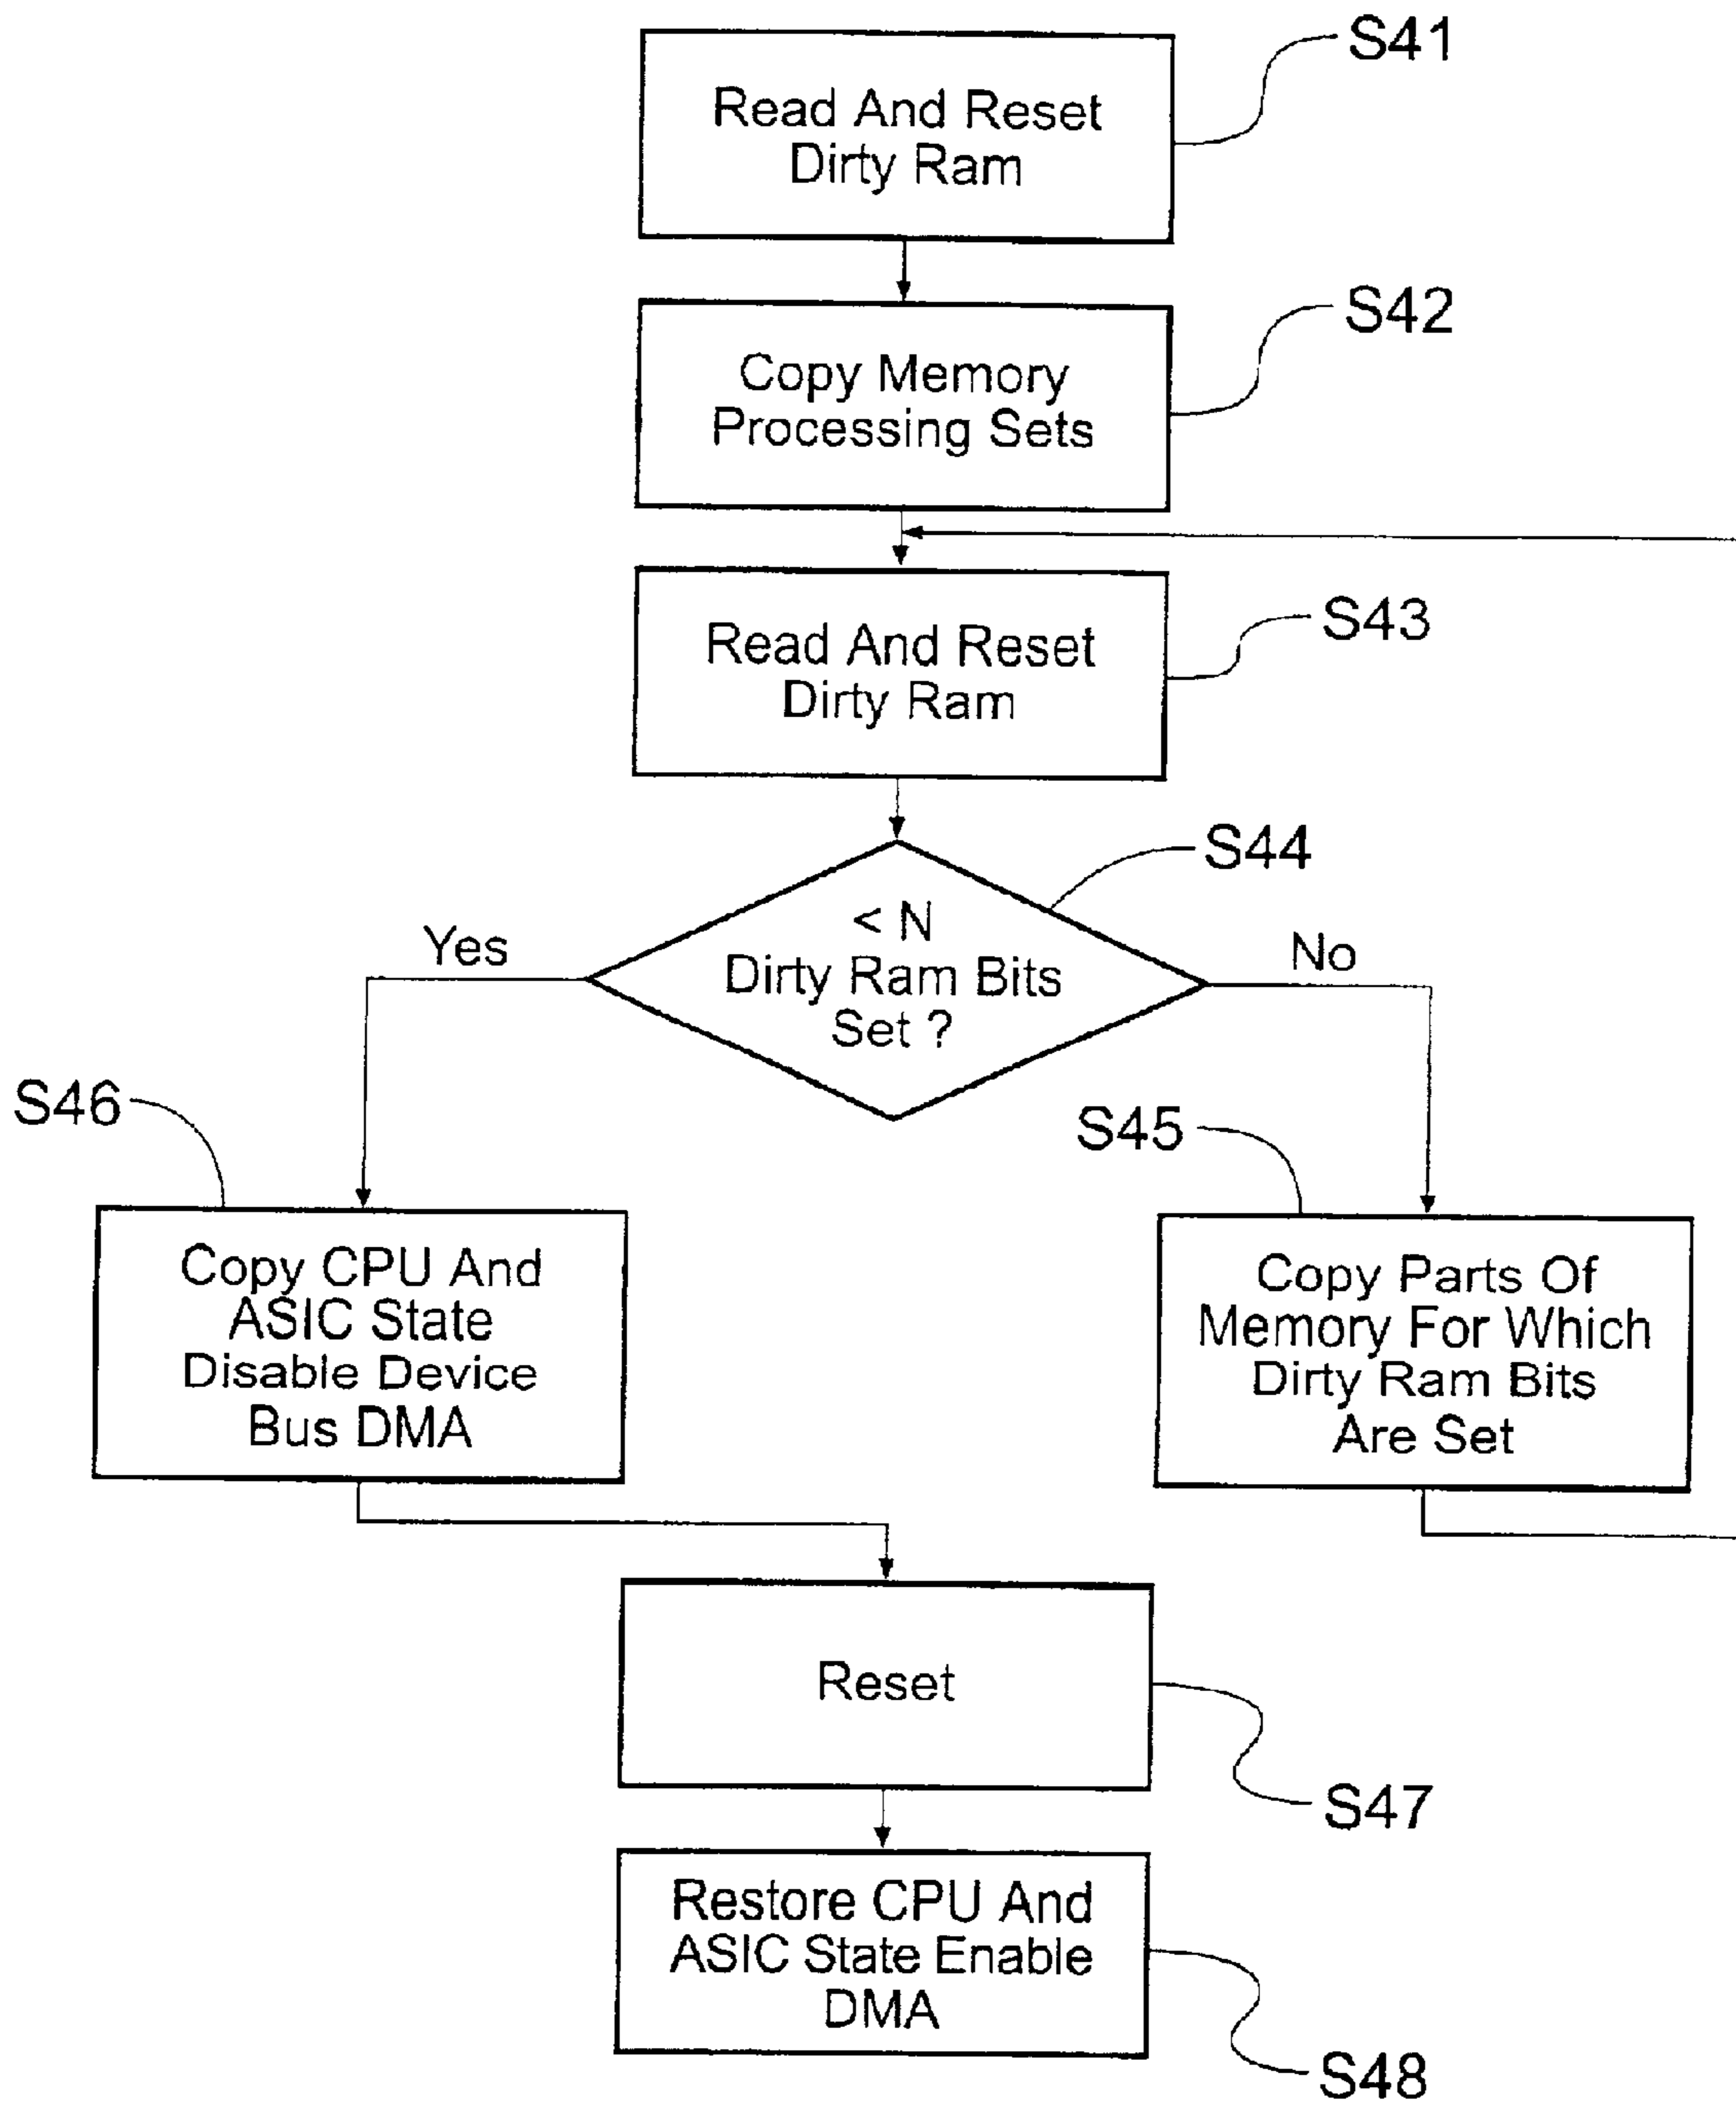 S41
Read And Reset
Dirty Ram
S42
Copy Memory
Processing Sets
S43
Read And Reset
Dirty Ram
S44
< N
Dirty Ram Bits
Set ?
Yes
No
S46
S45
Copy CPU And
ASIC State
Disable Device
Bus DMA
Copy Parts Of
Memory For Which
Dirty Ram Bits
Are Set
Reset
S47
Restore CPU And
ASIC State Enable
DMA
S48